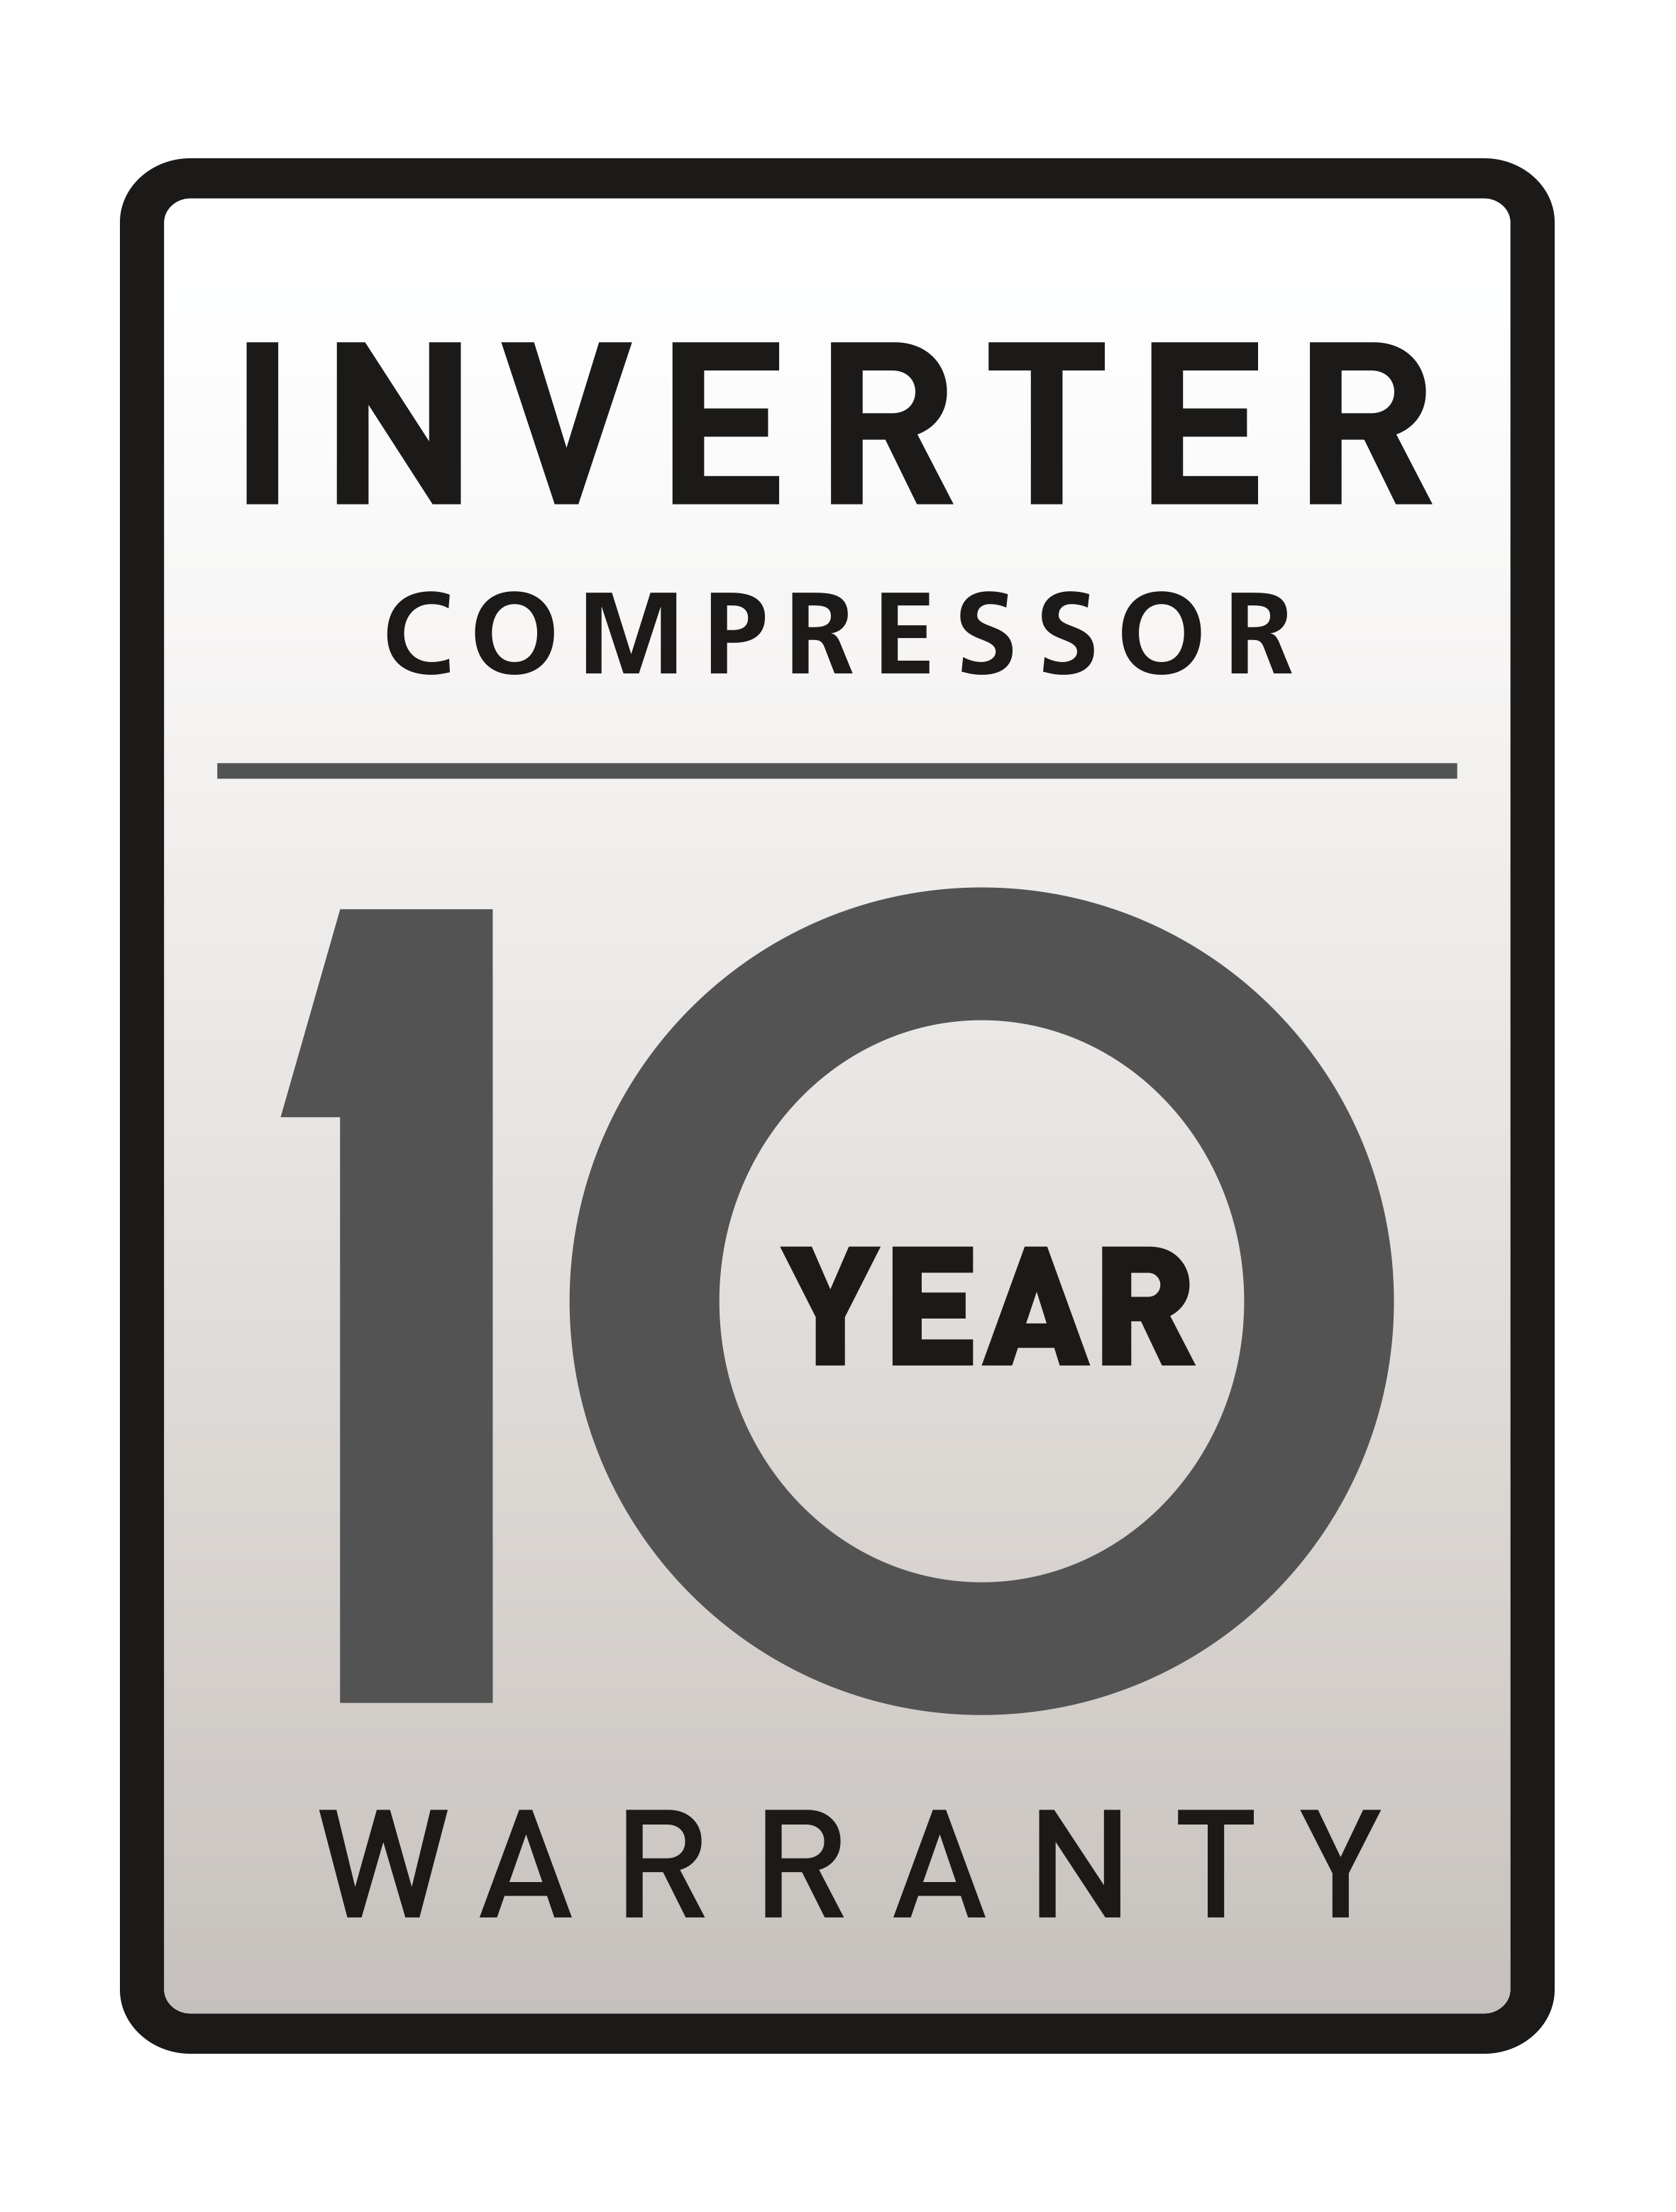 INVERTER
COMPRESSOR
10
YEAR
WARRANTY